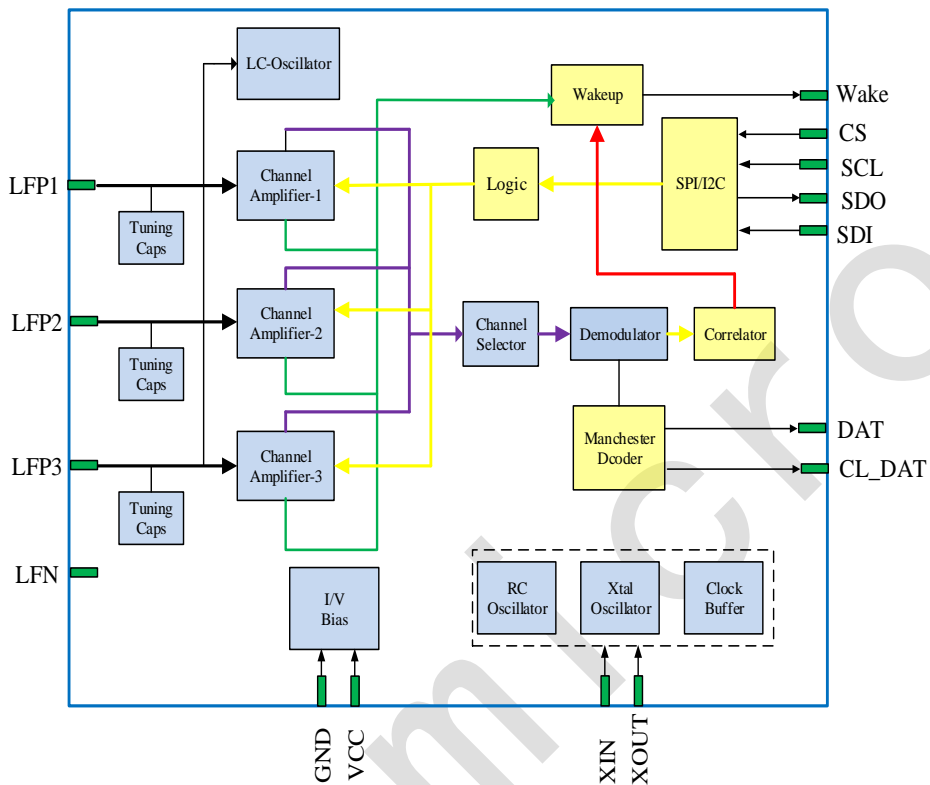 LC-Oscillator
Wakeup
Wake
CS
SCL
SDO
SDI
LFP1
Channel
Amplifier-1
Logic
SPI/I2C
Tuning
Caps
LFP2
Channel
Amplifier-2
Channel
Selector
Demodulator
Correlator
Tuning
Caps
LFP3
Channel
Amplifier-3
Manchester
Dcoder
DAT
CL_DAT
Tuning
Caps
LFN
I/V
Bias
RC
Oscillator
Xtal
Oscillator
Clock
Buffer
GND
VCC
XIN
XOUT
micro